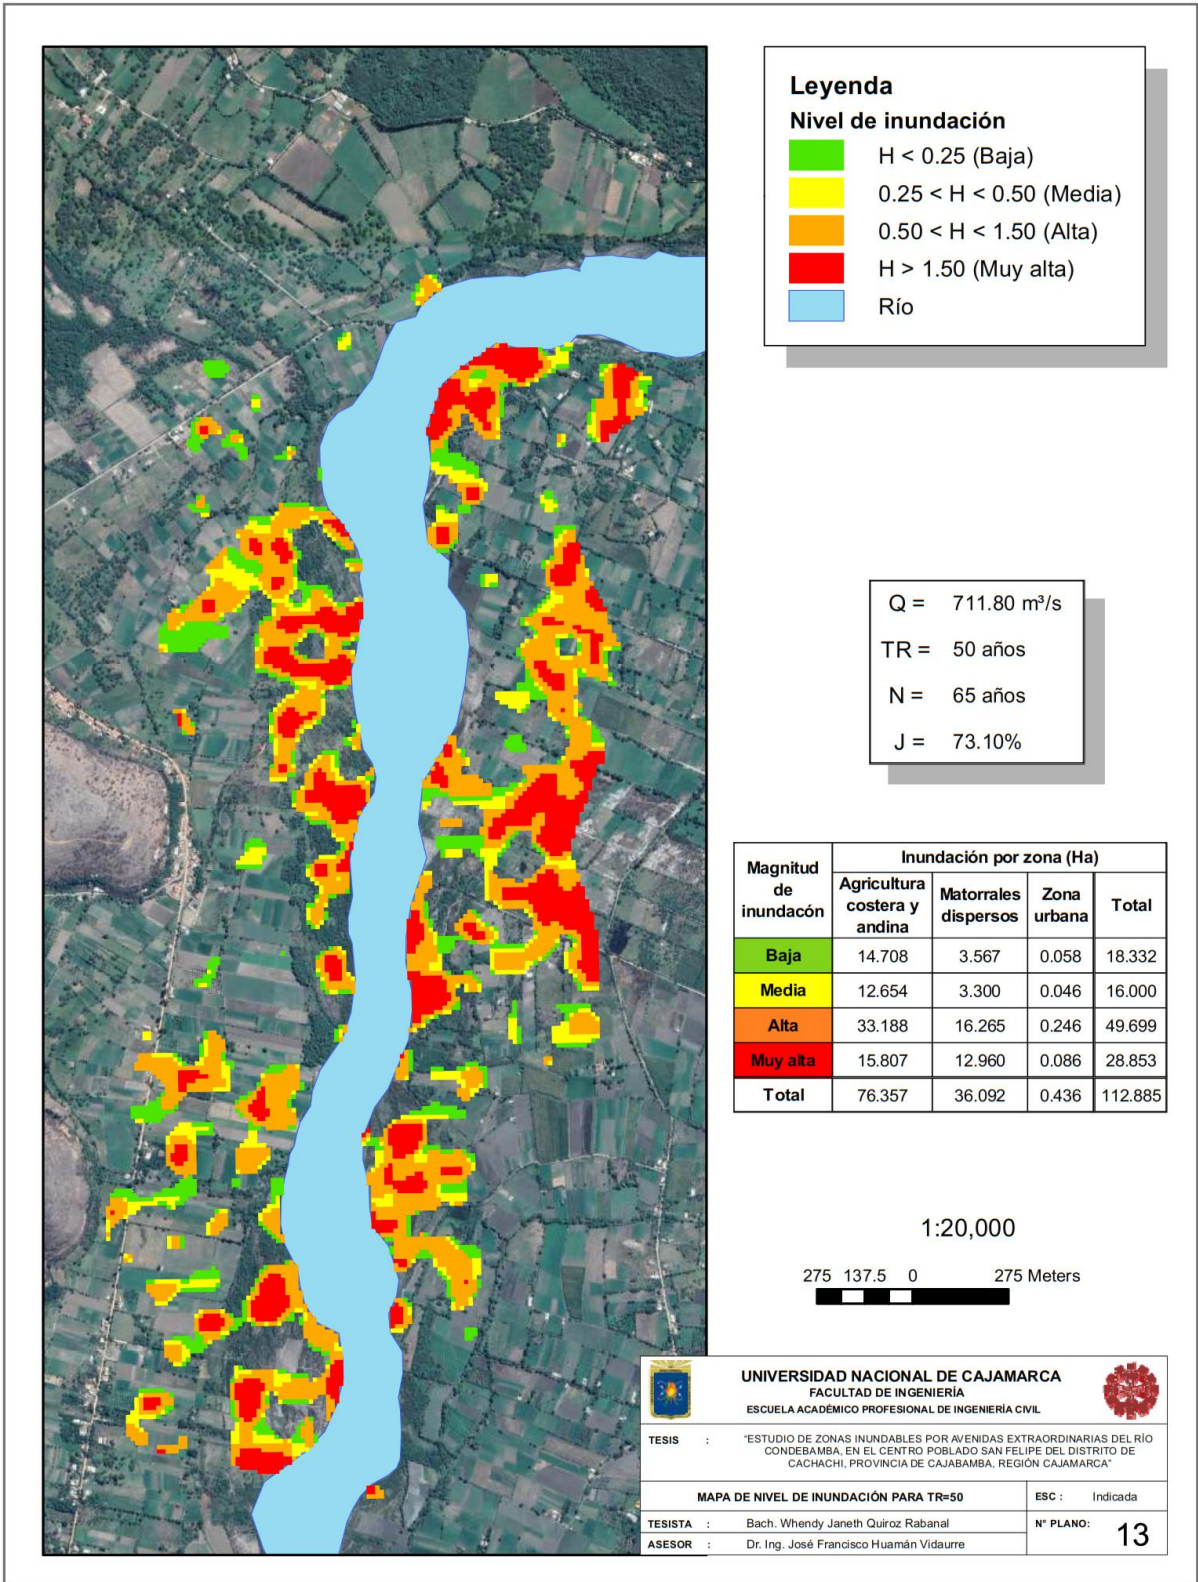 Leyenda
Nivel de inundación
H < 0.25 (Baja)
0.25 < H < 0.50 (Media)
0.50 < H < 1.50 (Alta)
H > 1.50 (Muy alta)
Río
Q = 711.80 m³/s
TR = 50 años
N = 65 años
J = 73.10%
Magnitud de inundacón
Inundación por zona (Ha)
Agricultura costera y andina
Matorrales dispersos
Zona urbana
Total
Baja 14.708 3.567 0.058 18.332
Media 12.654 3.300 0.046 16.000
Alta 33.188 16.265 0.246 49.699
Muy alta 15.807 12.960 0.086 28.853
Total 76.357 36.092 0.436 112.885
1:20,000
275 137.5 0 275 Meters
UNIVERSIDAD NACIONAL DE CAJAMARCA
FACULTAD DE INGENIERÍA
ESCUELA ACADÉMICO PROFESIONAL DE INGENIERÍA CIVIL
TESIS : "ESTUDIO DE ZONAS INUNDABLES POR AVENIDAS EXTRAORDINARIAS DEL RÍO
CONDEBAMBA, EN EL CENTRO POBLADO SAN FELIPE DEL DISTRITO DE
CACHACHI, PROVINCIA DE CAJABAMBA, REGIÓN CAJAMARCA"
MAPA DE NIVEL DE INUNDACIÓN PARA TR=50
ESC : Indicada
TESISTA : Bach. Whendy Janeth Quiroz Rabanal
ASESOR : Dr. Ing. José Francisco Huamán Vidaurre
N° PLANO: 13